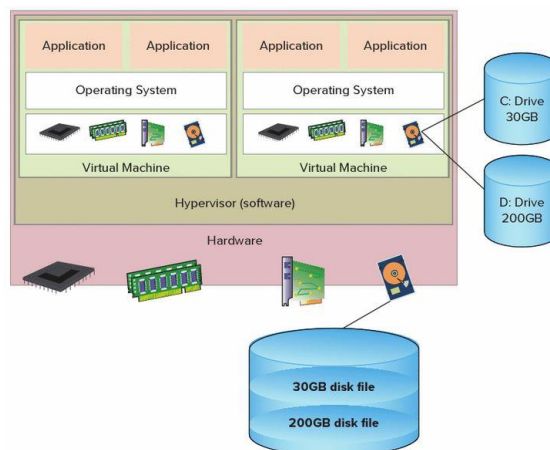 Application
Application
Application
Application
Operating System
Operating System
Virtual Machine
Virtual Machine
Hypervisor (software)
Hardware
C: Drive
30GB
D: Drive
200GB
30GB disk file
200GB disk file